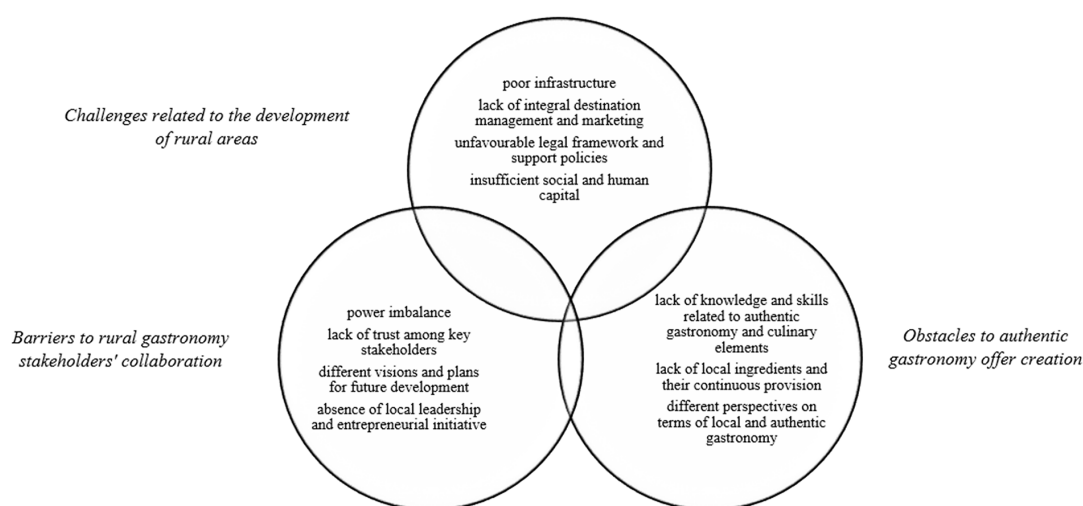 poor infrastructure
lack of integral destination
management and marketing
unfavourable legal framework and
support policies
insufficient social and human
capital
Challenges related to the development
of rural areas
power imbalance
lack of trust among key
stakeholders
different visions and plans
for future development
absence of local leadership
and entrepreneurial initiative
Barriers to rural gastronomy
stakeholders' collaboration
lack of knowledge and skills
related to authentic
gastronomy and culinary
elements
lack of local ingredients and
their continuous provision
different perspectives on
terms of local and authentic
gastronomy
Obstacles to authentic
gastronomy offer creation